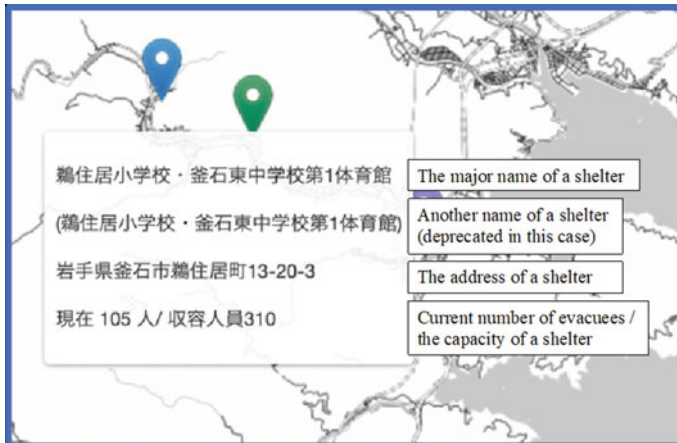 鵜住居小学校・釜石東中学校第1体育館
The major name of a shelter
(鵜住居小学校・釜石東中学校第1体育館)
Another name of a shelter
(deprecated in this case)
岩手県釜石市鵜住居町13-20-3
The address of a shelter
現在 105 人/ 収容人員310
Current number of evacuees /
the capacity of a shelter